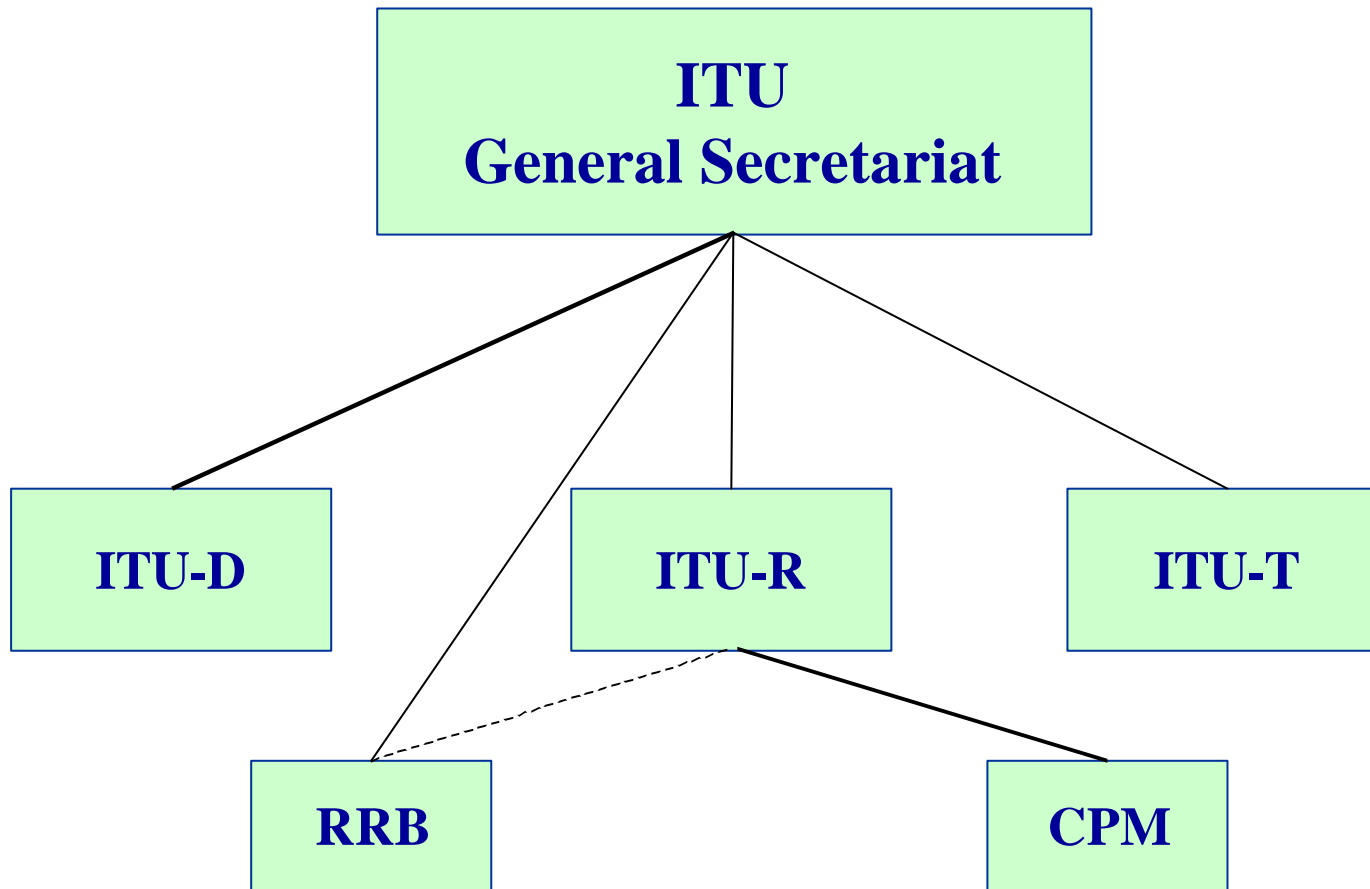 ITU
General Secretariat
ITU-D
ITU-R
ITU-T
RRB
CPM